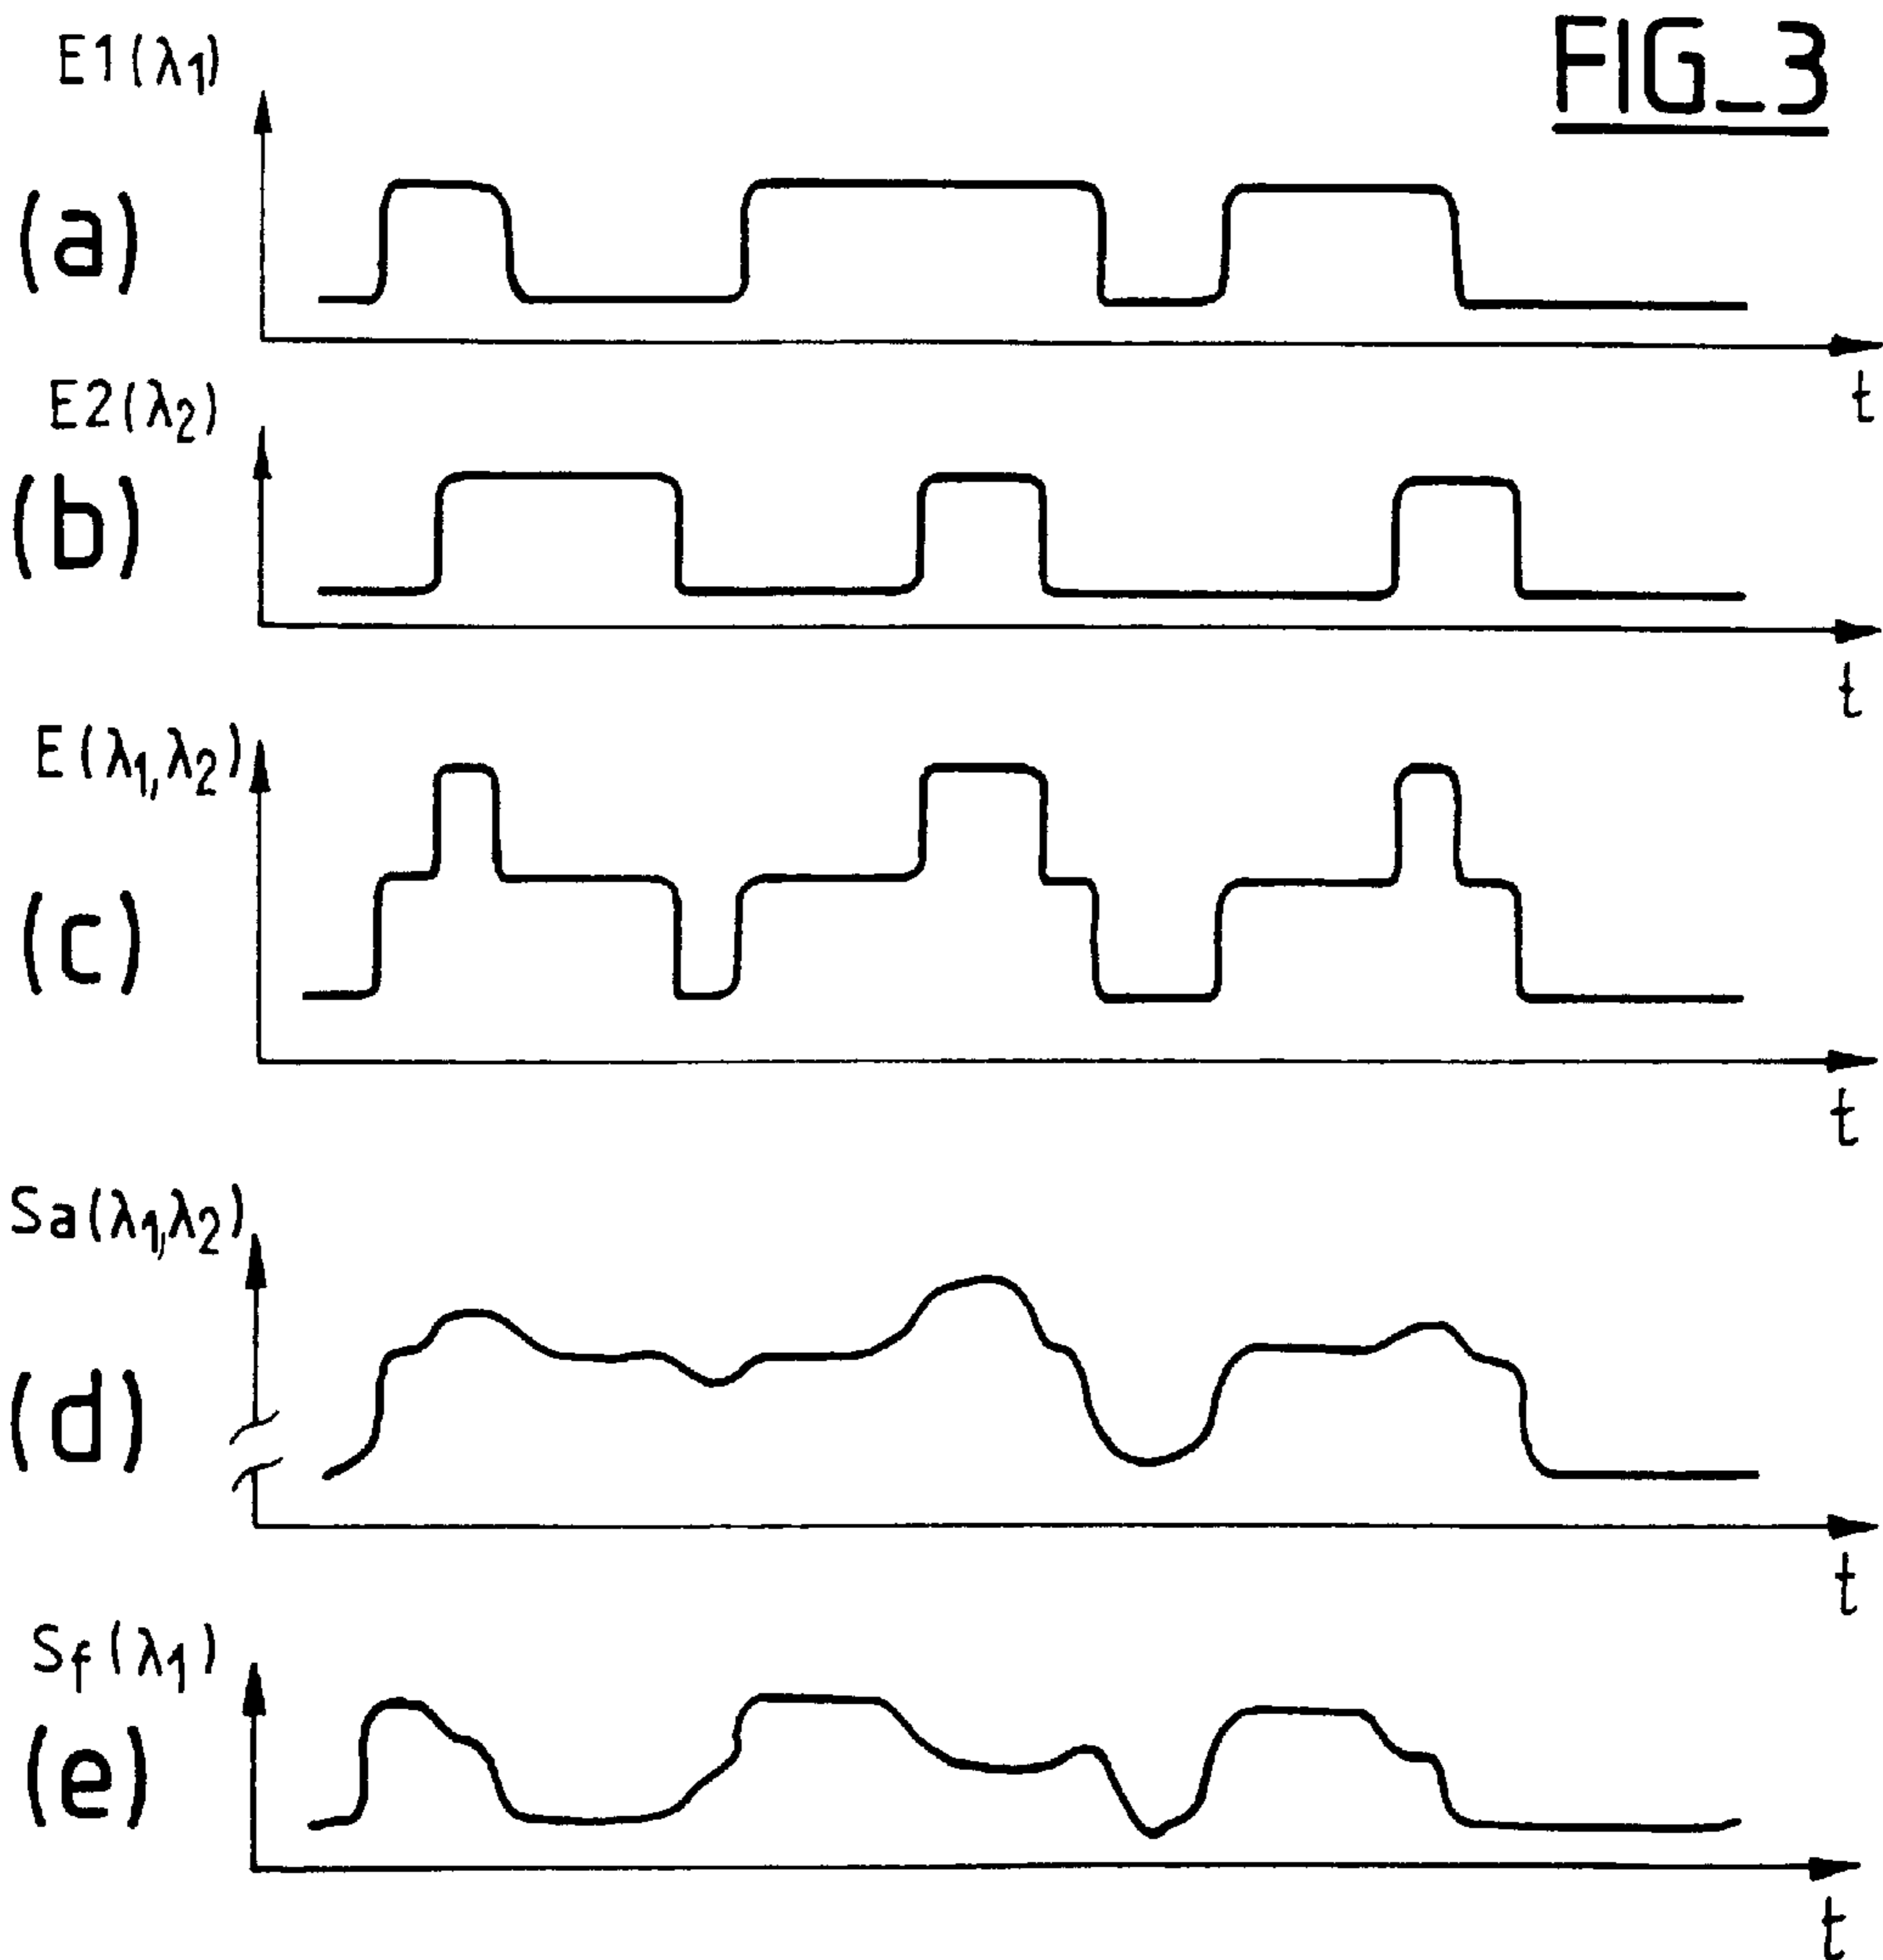 FIG_3
E1(λ1)
(a)
t
E2(λ2)
(b)
t
E(λ1,λ2)
(c)
t
Sa(λ1,λ2)
(d)
t
Sf(λ1)
(e)
t